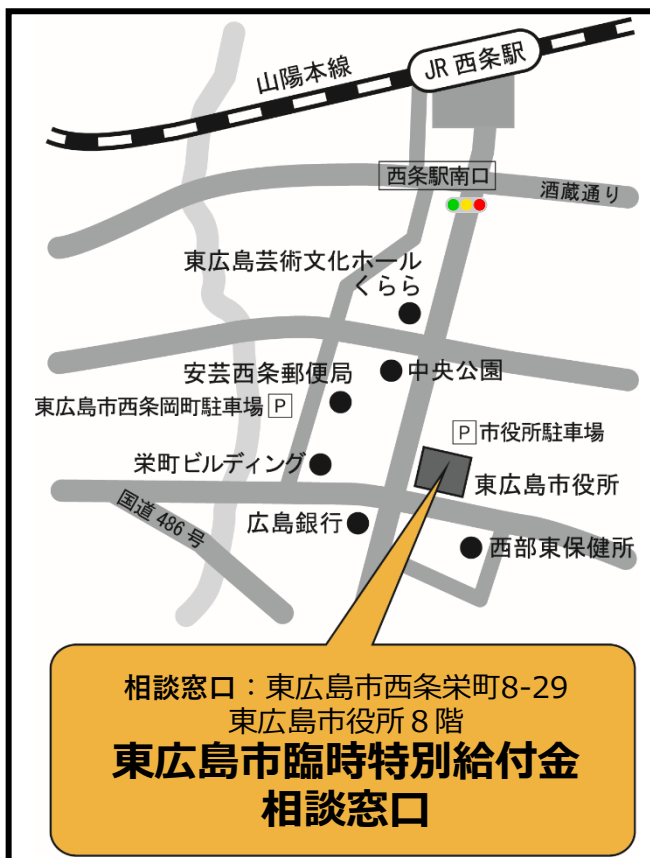 JR 西条駅
山陽本線
西条駅南口
酒蔵通り
東広島芸術文化ホール
くらら
安芸西条郵便局
中央公園
東広島市西条岡町駐車場 P
P 市役所駐車場
栄町ビルディング
東広島市役所
国道 486 号
広島銀行
西部東保健所
相談窓口：東広島市西条栄町8-29
東広島市役所８階
東広島市臨時特別給付金
相談窓口